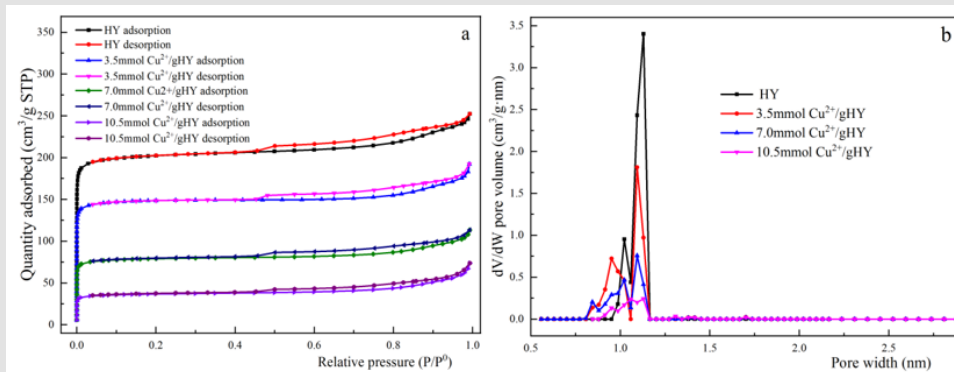 a
HY adsorption
HY desorption
3.5mmol Cu²⁺/gHY adsorption
3.5mmol Cu²⁺/gHY desorption
7.0mmol Cu2+/gHY adsorption
7.0mmol Cu²⁺/gHY desorption
10.5mmol Cu²⁺/gHY adsorption
10.5mmol Cu²⁺/gHY desorption
Quantity adsorbed (cm³/g STP)
350
300
250
200
150
100
50
0
0.0 0.2 0.4 0.6 0.8 1.0
Relative pressure (P/P⁰)
b
HY
3.5mmol Cu²⁺/gHY
7.0mmol Cu²⁺/gHY
10.5mmol Cu²⁺/gHY
dV/dW pore volume (cm³/g·nm)
3.5
3.0
2.5
2.0
1.5
1.0
0.5
0.0
0.5 1.0 1.5 2.0 2.5
Pore width (nm)